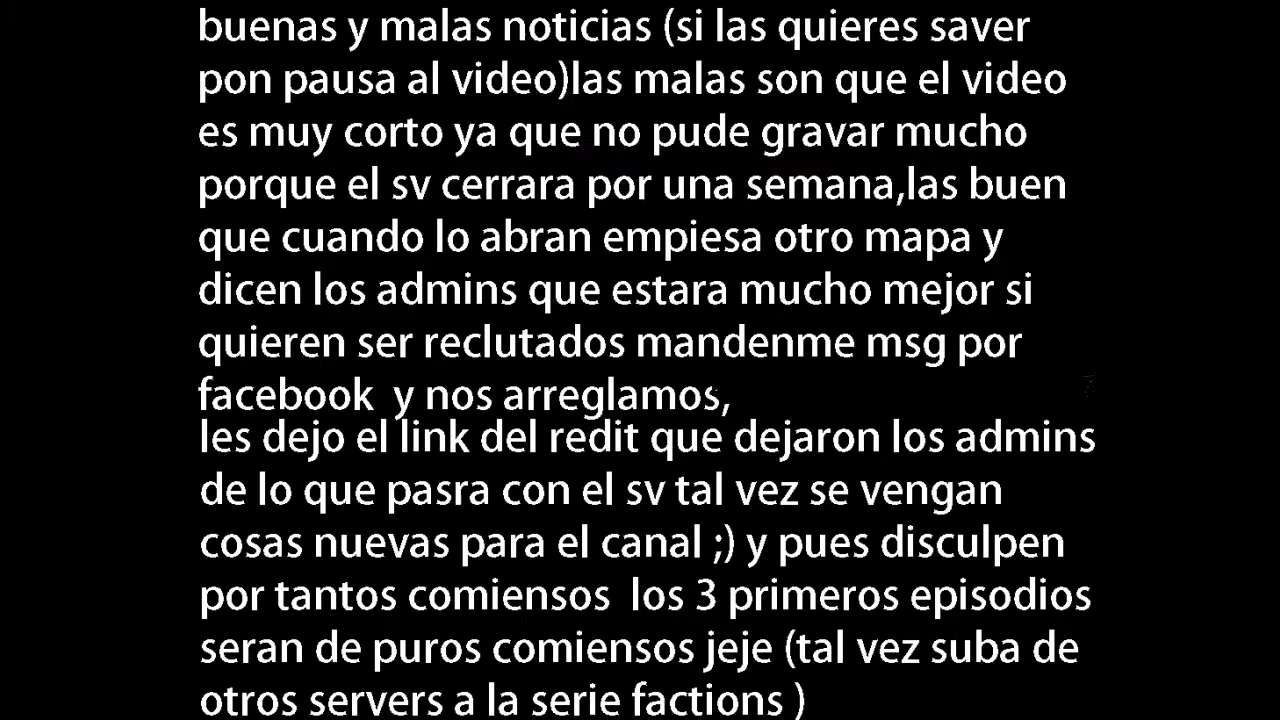 buenas y malas noticias (si las quieres saver
pon pausa al video)las malas son que el video
es muy corto ya que no pude gravar mucho
porque el sv cerrara por una semana,las buen
que cuando lo abran empiesa otro mapa y
dicen los admins que estara mucho mejor si
quieren ser reclutados mandenme msg por
facebook  y nos arreglamos,
les dejo el link del redit que dejaron los admins
de lo que pasra con el sv tal vez se vengan
cosas nuevas para el canal ;) y pues disculpen
por tantos comiensos  los 3 primeros episodios
seran de puros comiensos jeje (tal vez suba de
otros servers a la serie factions )